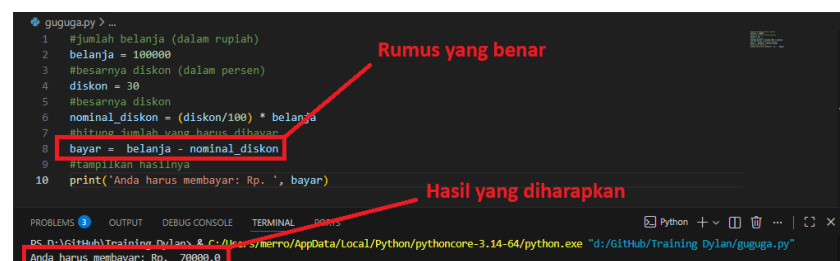 guguga.py > ...
1 #jumlah belanja (dalam rupiah)
2 belanja = 100000
Rumus yang benar
3 #besarnya diskon (dalam persen)
4 diskon = 30
5 #besarnya diskon
6 nominal_diskon = (diskon/100) * belanja
7 #hitung jumlah yang harus dibayar
8 bayar =  belanja - nominal_diskon
9 #tampilkan hasilnya
10 print('Anda harus membayar: Rp. ', bayar)
Hasil yang diharapkan
PROBLEMS 3 OUTPUT DEBUG CONSOLE TERMINAL PORTS Python
PS D:\GitHub\Training Dylan> & C:/Users/merro/AppData/Local/Python/pythoncore-3.14-64/python.exe "d:/GitHub/Training Dylan/guguga.py"
Anda harus membayar: Rp.  70000.0